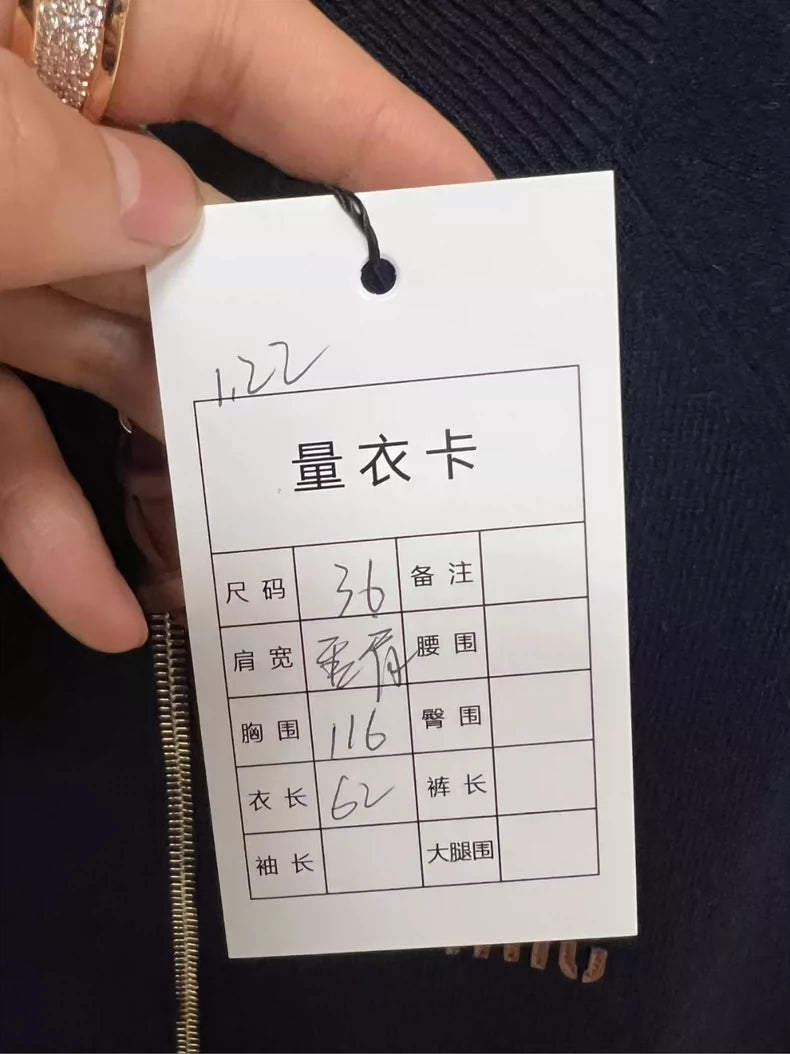 1.22
量衣卡
尺码 36 备注
肩宽 垂肩 腰围
胸围 116 臀围
衣长 62 裤长
袖长 大腿围